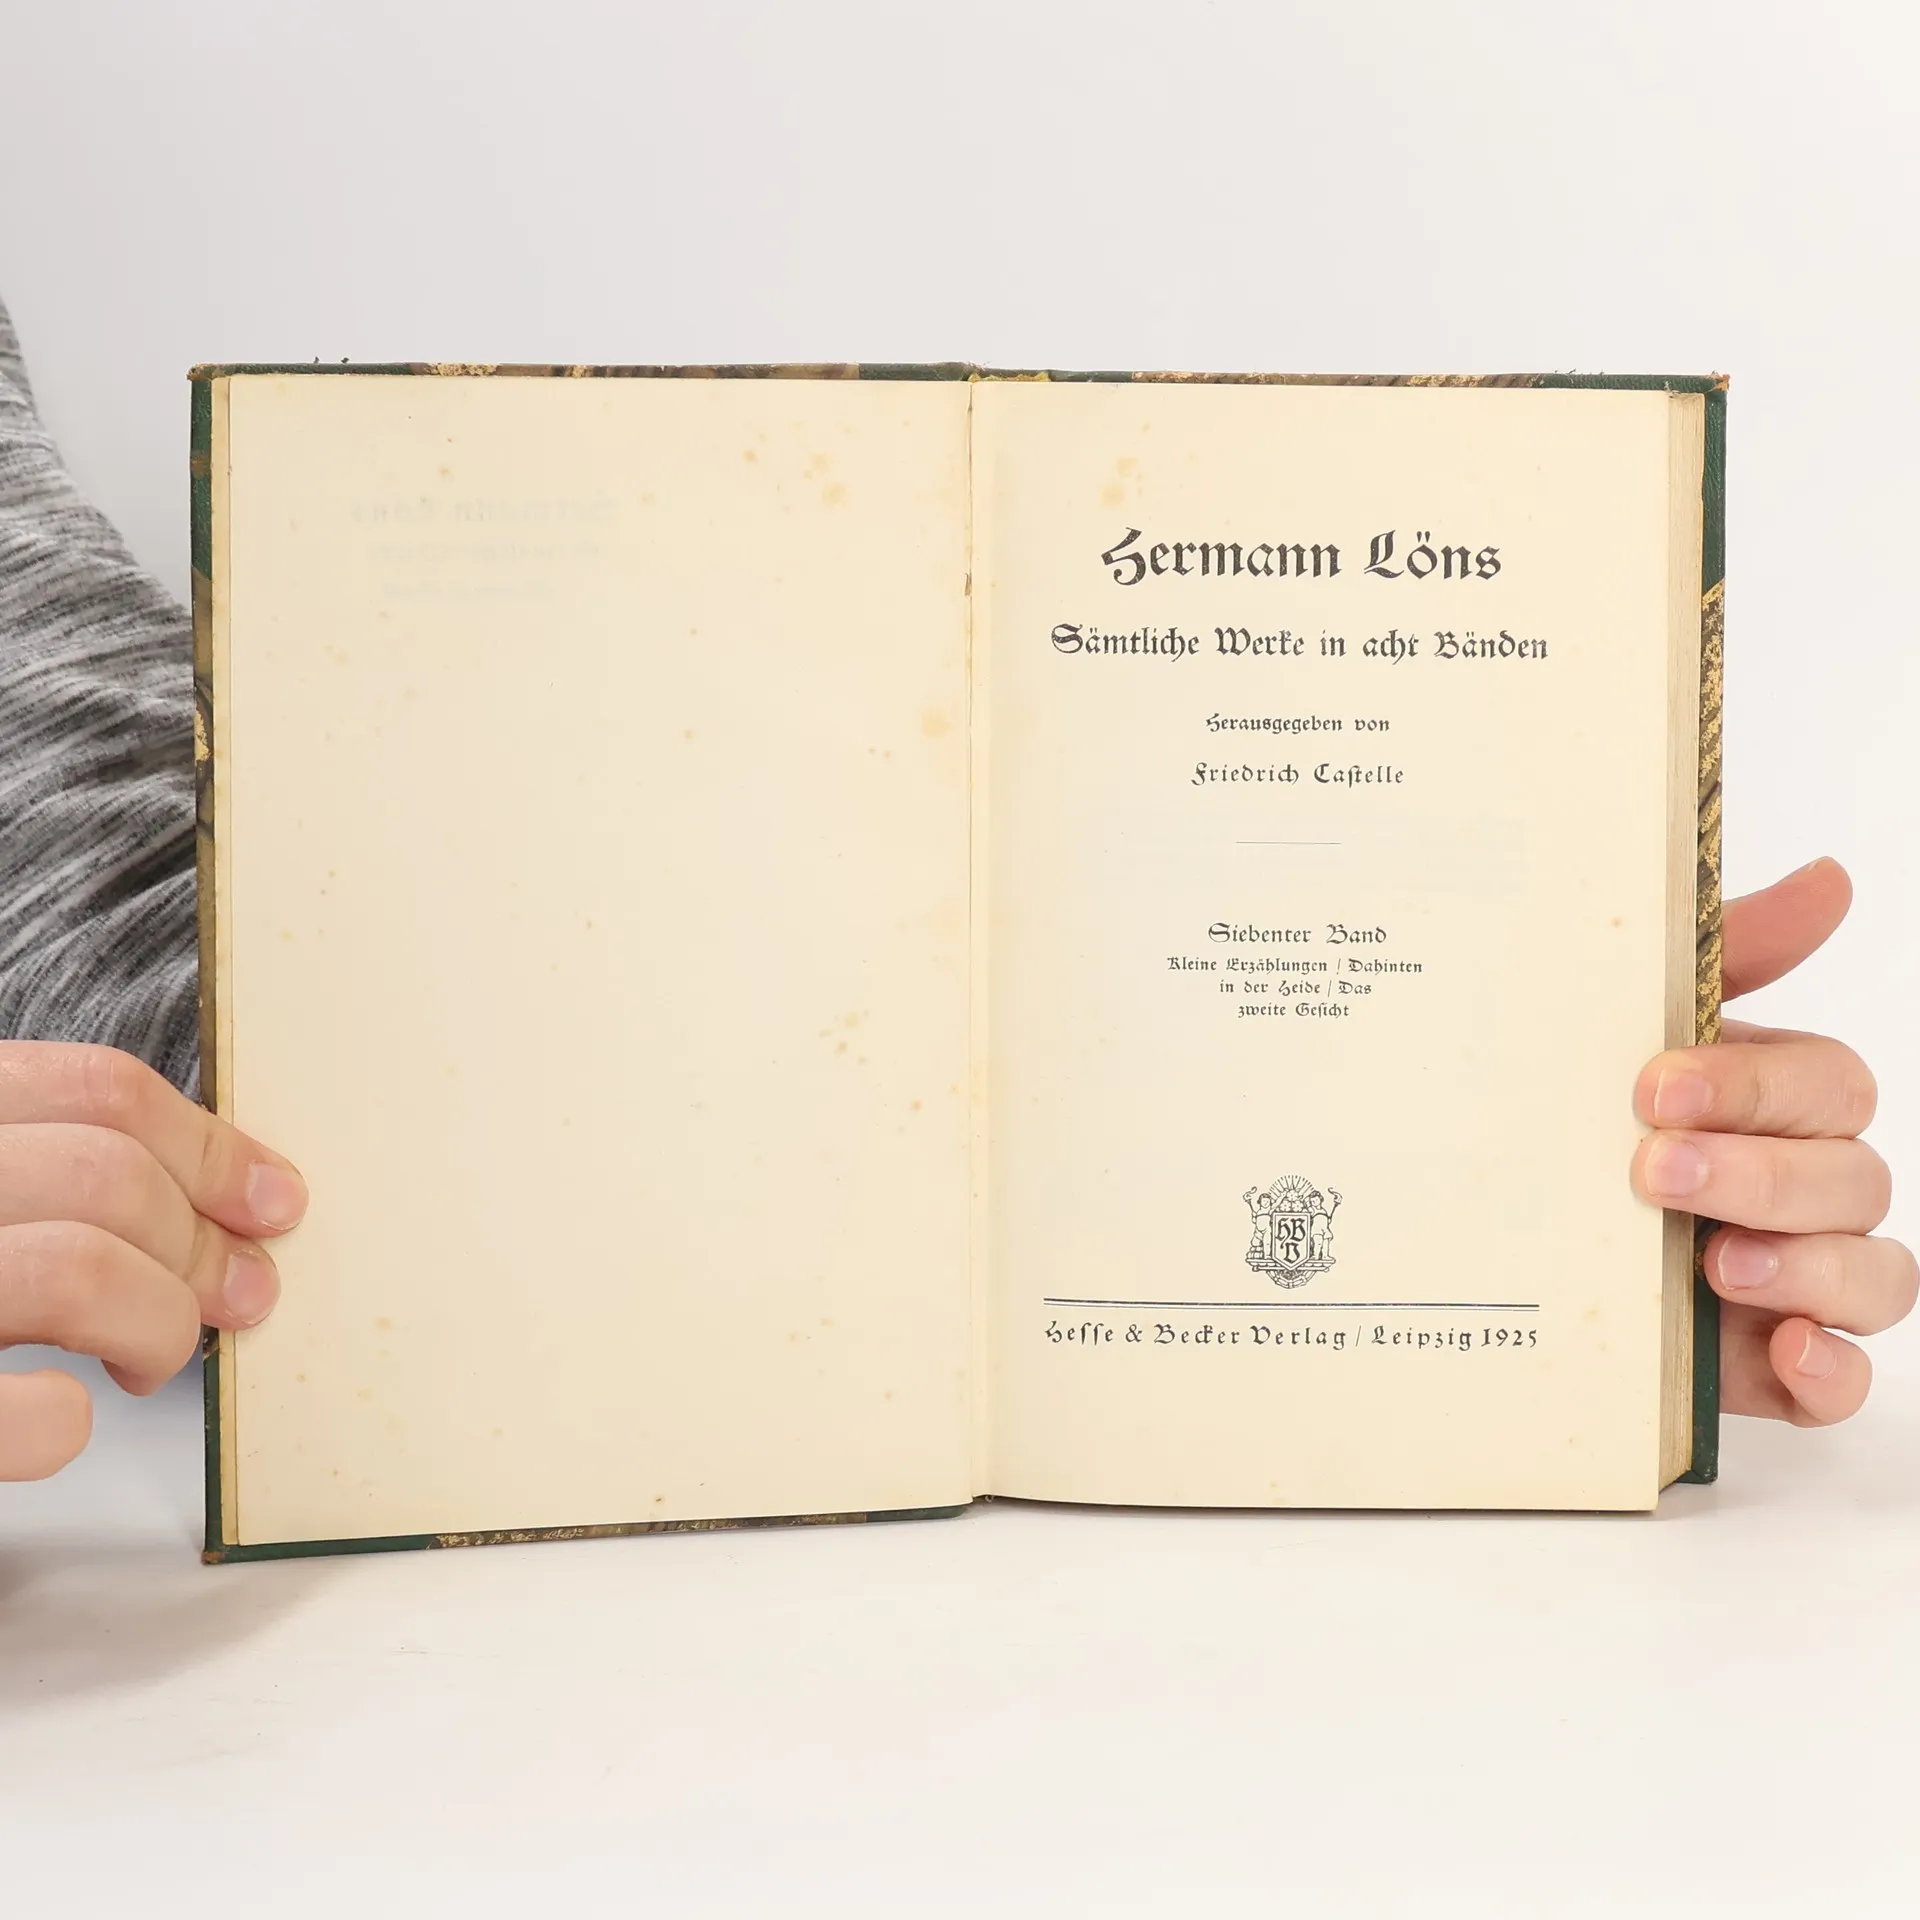 Hermann Löns
Sämtliche Werke in acht Bänden
Herausgegeben von
Friedrich Castelle
Siebenter Band
Kleine Erzählungen / Dahinten
in der Heide / Das
zweite Gesicht
HB
V
Hesse & Becker Verlag / Leipzig 1925